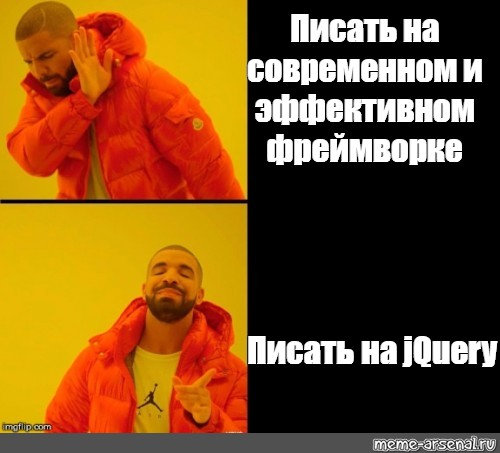 Писать на
современном и
эффективном
фреймворке
Писать на jQuery
imgflip.com
meme-arsenal.ru